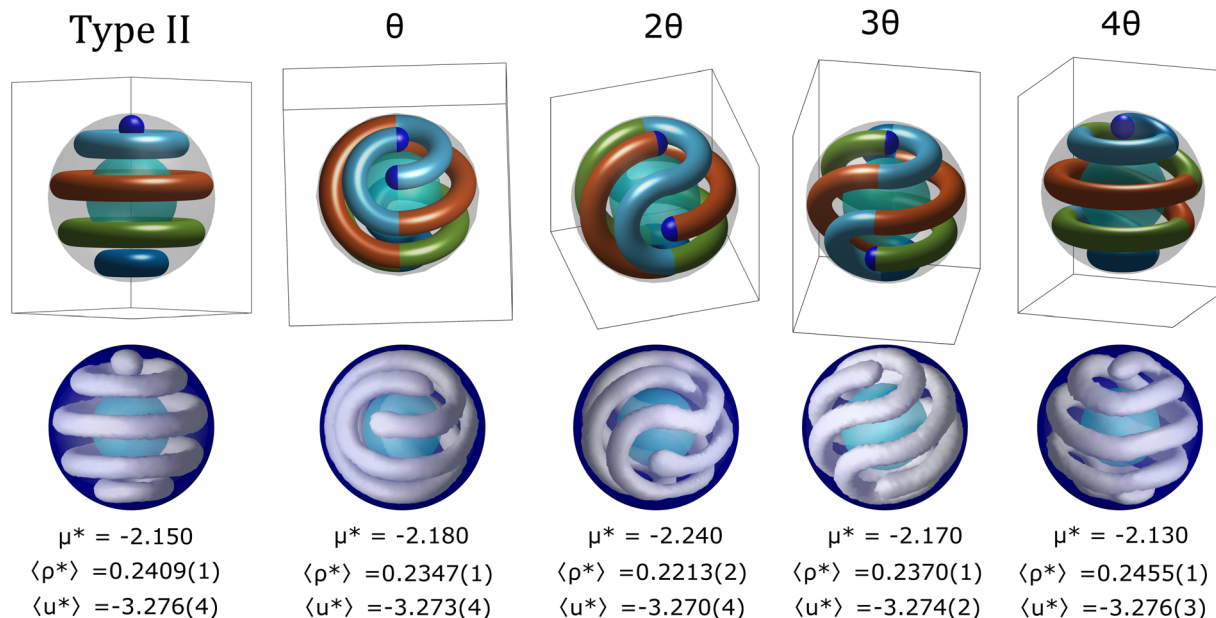 Type II
θ
2θ
3θ
4θ
μ* = -2.150
⟨ρ*⟩ =0.2409(1)
⟨u*⟩=-3.276(4)
μ* = -2.180
⟨ρ*⟩ =0.2347(1)
⟨u*⟩=-3.273(4)
μ* = -2.240
⟨ρ*⟩ =0.2213(2)
⟨u*⟩=-3.270(4)
μ* = -2.170
⟨ρ*⟩ =0.2370(1)
⟨u*⟩=-3.274(2)
μ* = -2.130
⟨ρ*⟩ =0.2455(1)
⟨u*⟩=-3.276(3)